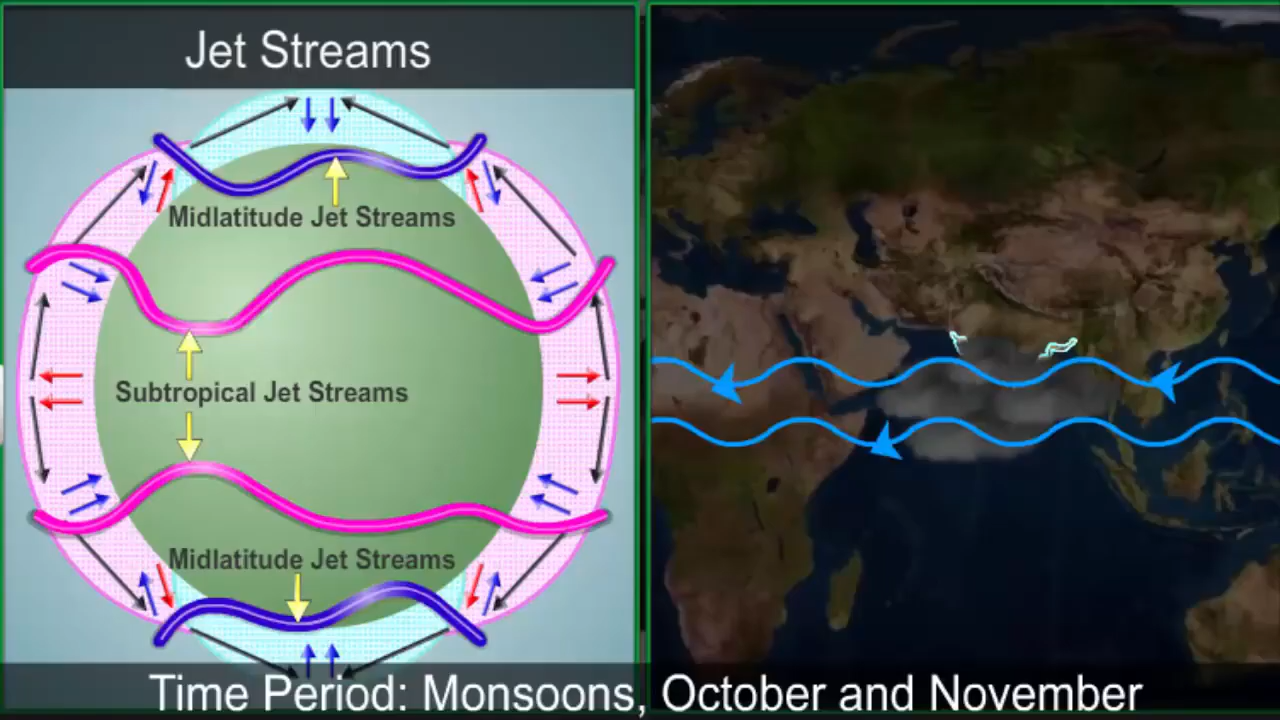 Jet Streams
Midlatitude Jet Streams
Subtropical Jet Streams
Midlatitude Jet Streams
Time Period: Monsoons, October and November